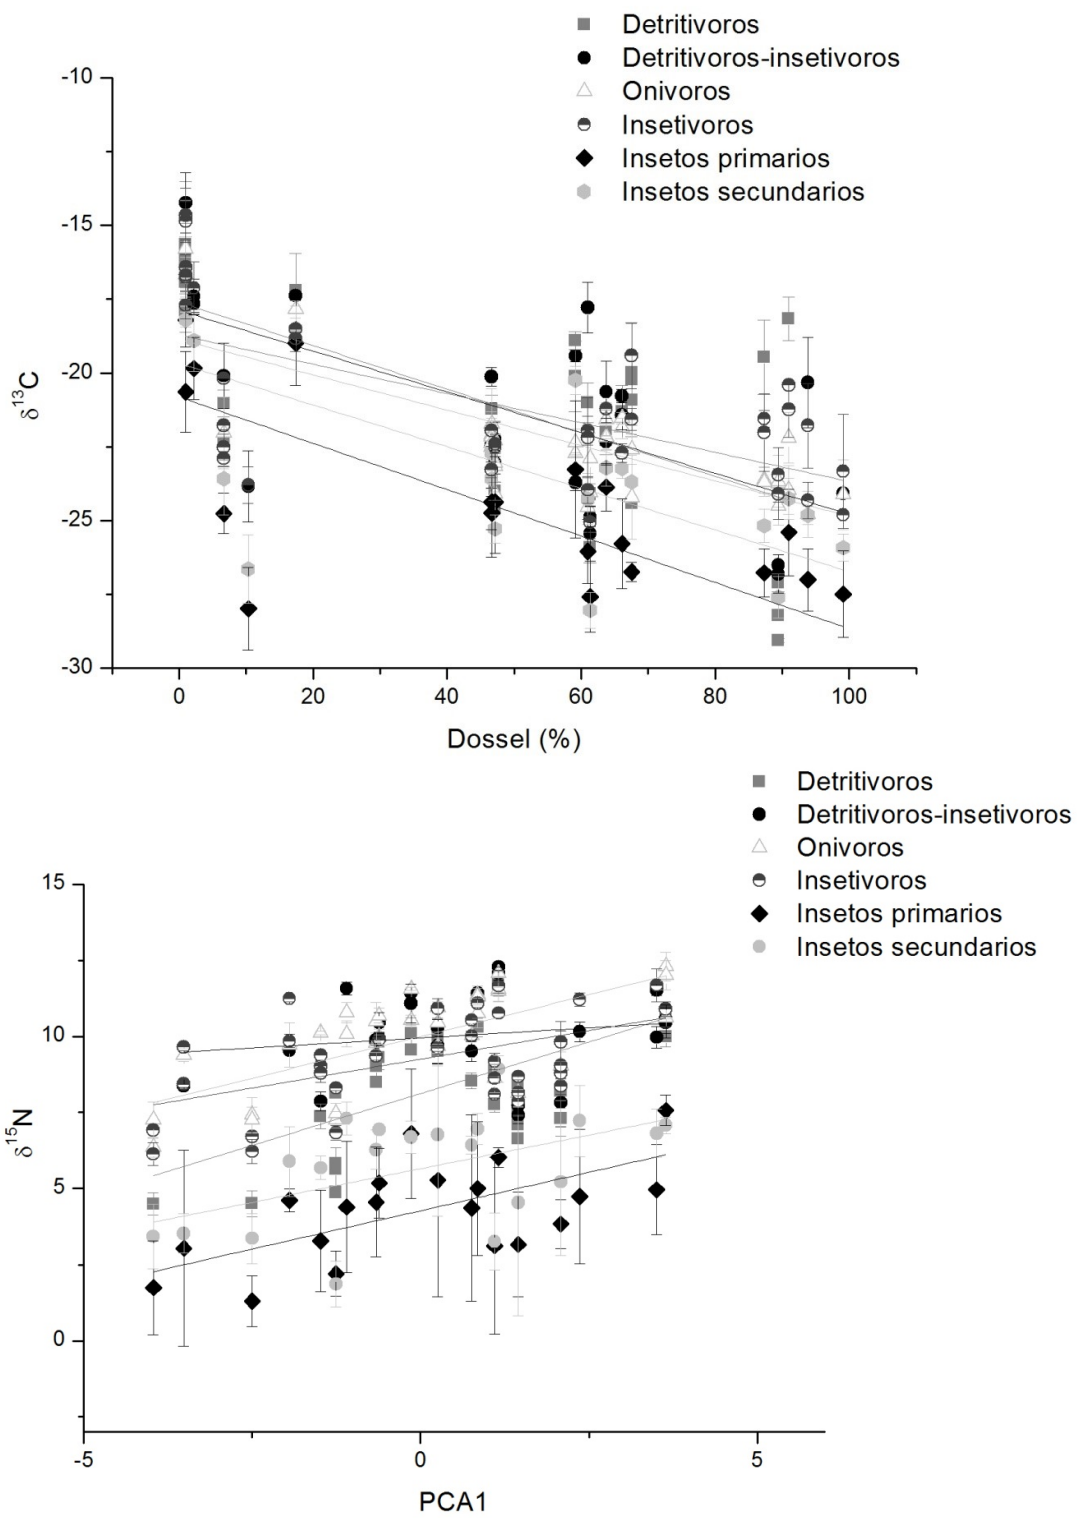 Detritivoros
Detritivoros-insetivoros
Onivoros
Insetivoros
Insetos primarios
Insetos secundarios
-10
-15
-20
-25
-30
δ13C
0 20 40 60 80 100
Dossel (%)
Detritivoros
Detritivoros-insetivoros
Onivoros
Insetivoros
Insetos primarios
Insetos secundarios
15
10
5
0
δ15N
-5 0 5
PCA1